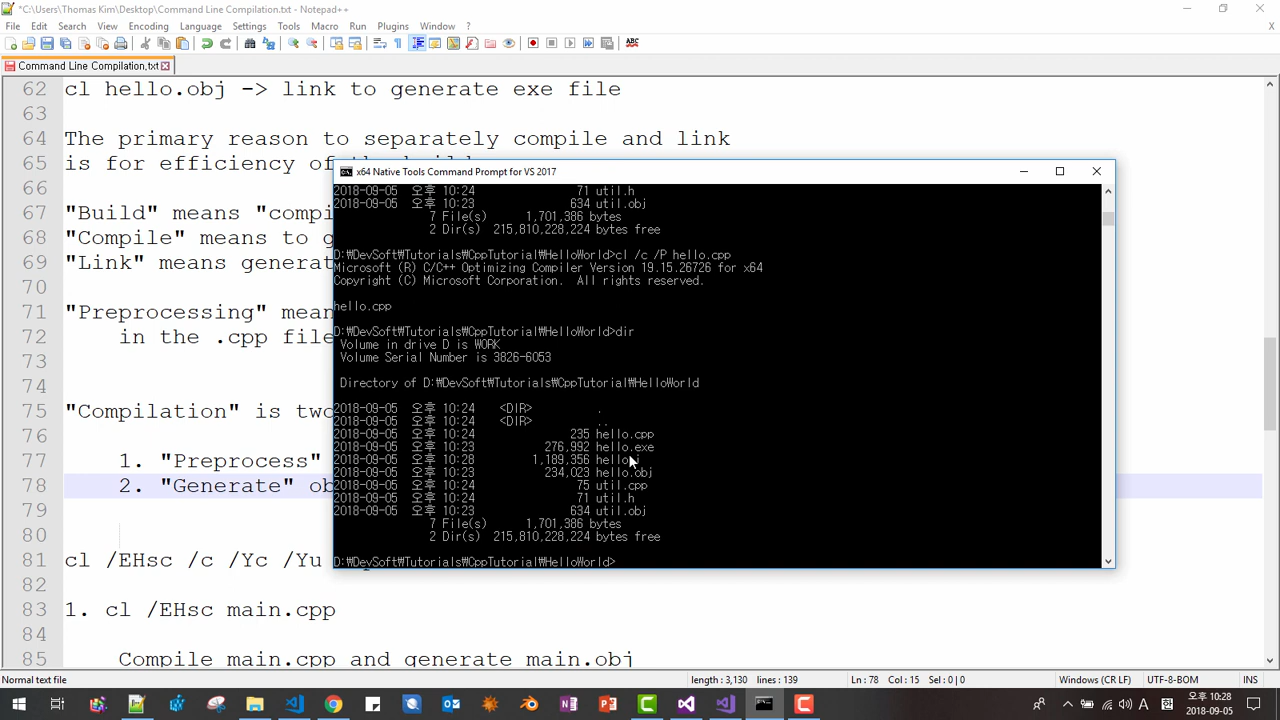 *C:\Users\Thomas Kim\Desktop\Command Line Compilation.txt - Notepad++
File Edit Search View Encoding Language Settings Tools Macro Run Plugins Window ?
X
Command Line Compilation.txt
62 cl hello.obj -> link to generate exe file
63
64 The primary reason to separately compile and link
65 is for efficiency of the build
66
67 "Build" means "compi
68 "Compile" means to g
69 "Link" means generat
70
71 "Preprocessing" mean
72 in the .cpp file
73
74
75 "Compilation" is two
76
77 1. "Preprocess"
78 2. "Generate" ob
79
80
81 cl /EHsc /c /Yc /Yu
82
83 1. cl /EHsc main.cpp
84
85 Compile main.cpp and generate main.obj
x64 Native Tools Command Prompt for VS 2017
2018-09-05 오후 10:24 71 util.h
2018-09-05 오후 10:23 634 util.obj
7 File(s) 1,701,386 bytes
2 Dir(s) 215,810,228,224 bytes free
D:₩DevSoft₩Tutorials₩CppTutorial₩HelloWorld>cl /c /P hello.cpp
Microsoft (R) C/C++ Optimizing Compiler Version 19.15.26726 for x64
Copyright (C) Microsoft Corporation. All rights reserved.
hello.cpp
D:₩DevSoft₩Tutorials₩CppTutorial₩HelloWorld>dir
Volume in drive D is WORK
Volume Serial Number is 3826-6053
Directory of D:₩DevSoft₩Tutorials₩CppTutorial₩HelloWorld
2018-09-05 오후 10:24 <DIR> .
2018-09-05 오후 10:24 <DIR> ..
2018-09-05 오후 10:24 235 hello.cpp
2018-09-05 오후 10:24 276,992 hello.exe
2018-09-05 오후 10:28 1,189,356 hello.i
2018-09-05 오후 10:23 234,023 hello.obj
2018-09-05 오후 10:24 75 util.cpp
2018-09-05 오후 10:24 71 util.h
2018-09-05 오후 10:23 634 util.obj
7 File(s) 1,701,386 bytes
2 Dir(s) 215,810,228,224 bytes free
D:₩DevSoft₩Tutorials₩CppTutorial₩HelloWorld>
Normal text file length : 3,130 lines : 139 Ln : 78 Col : 15 Sel : 0 | 0 Windows (CR LF) UTF-8-BOM INS
A 한 오후 10:28
2018-09-05